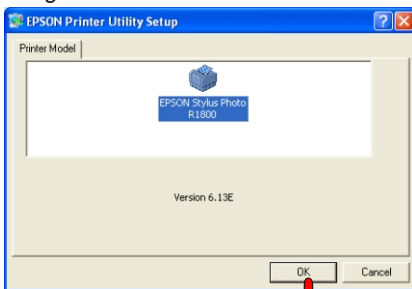 EPSON Printer Utility Setup
Printer Model
EPSON Stylus Photo
R1800
Version 6.13E
OK
Cancel